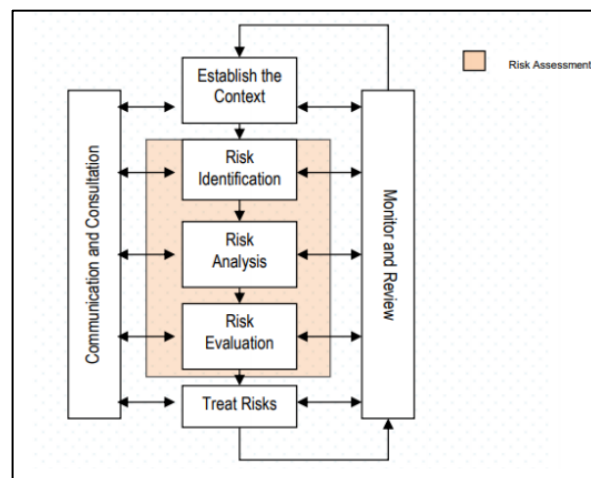 Risk Assessment
Establish the
Context
Communication and Consultation
Risk
Identification
Monitor and Review
Risk
Analysis
Risk
Evaluation
Treat Risks